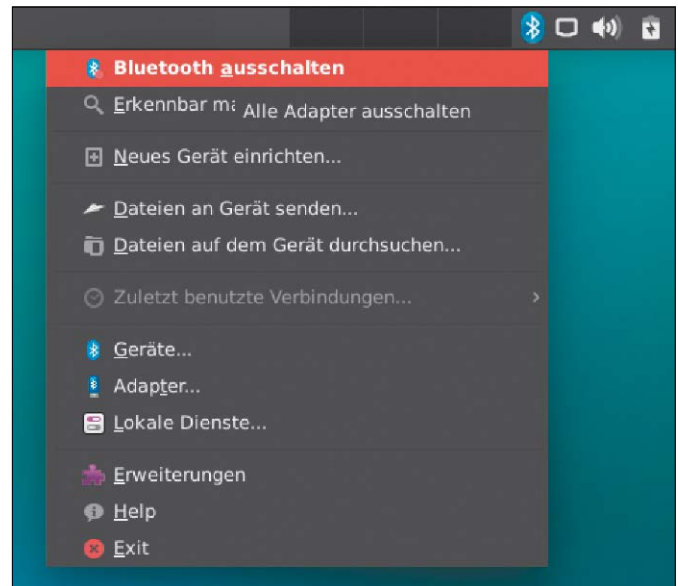 Bluetooth ausschalten
Erkennbar
Alle Adapter ausschalten
Neues Gerät einrichten...
Dateien an Gerät senden...
Dateien auf dem Gerät durchsuchen...
Zuletzt benutzte Verbindungen...
Geräte...
Adapter...
Lokale Dienste...
Erweiterungen
Help
Exit